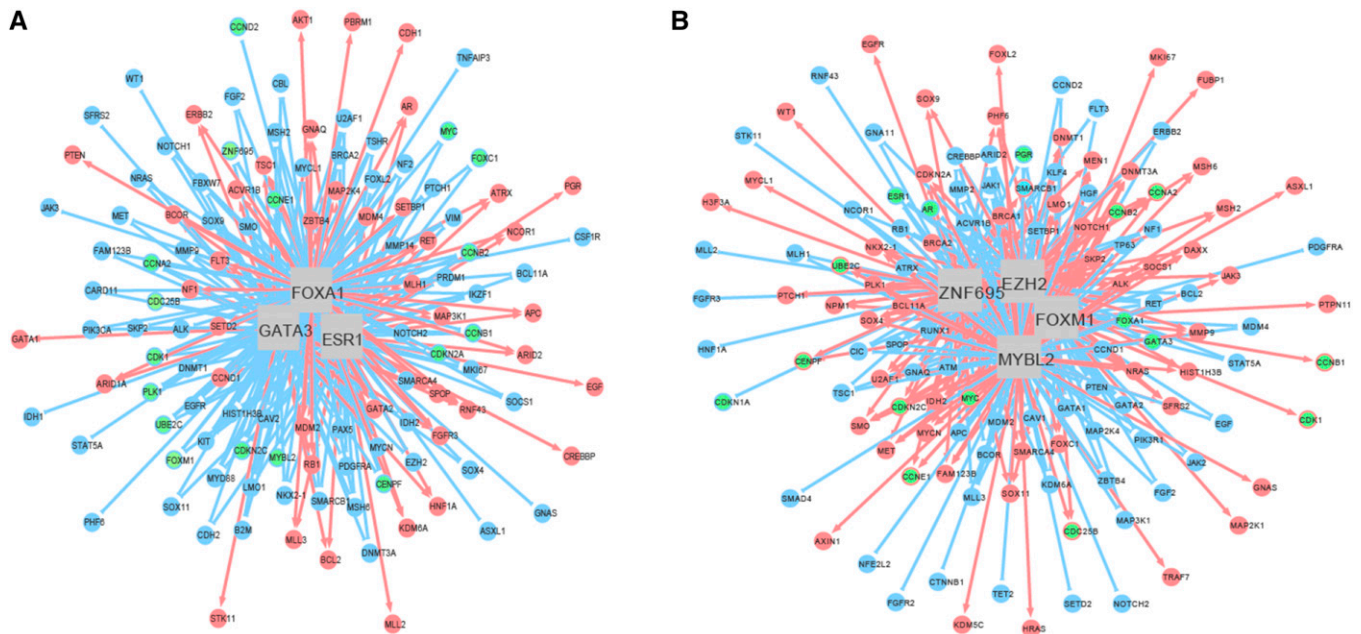 A
CCND2
AKT1
PBRM1
CDH1
TNFAIP3
WT1
CBL
FGF2
ERBB2
SFRS2
AR
U2AF1
GNAQ
MSH2
MYC
NOTCH1
ZNF695
BRCA2
TSHR
PTEN
TSC1
MYCL1
NF2
FOXC1
NRAS
FBXW7
ACVR1B
MAP2K4
FOXL2
PTCH1
CCNE1
PGR
JAK3
MET
BCOR
SOX9
SMO
ZBTB4
MDM4
SETBP1
VIM
ATRX
NCOR1
CSF1R
FAM123B
MMP9
MMP14
RET
CCNB2
CCNA2
FLT3
BCL11A
CARD11
NF1
FOXA1
MLH1
PRDM1
IKZF1
CDC25B
MAP3K1
APC
GATA1
PIK3CA
SKP2
ALK
SETD2
GATA3
ESR1
NOTCH2
CCNB1
CDK1
CDKN2A
ARID2
ARID1A
DNMT1
MKI67
PLK1
CCND1
SMARCA4
EGF
IDH1
EGFR
SPOP
SOCS1
UBE2C
HIST1H3B
GATA2
RNF43
STAT5A
KIT
CAV2
PAX5
IDH2
FGFR3
FOXM1
CDKN2C
MDM2
MYCN
CREBBP
MYD88
MYBL2
RB1
PDGFRA
EZH2
SOX4
LMO1
NKX2-1
SMARCB1
CENPF
SOX11
MSH6
HNF1A
GNAS
PHF6
CDH2
B2M
KDM6A
ASXL1
MLL3
BCL2
DNMT3A
STK11
MLL2
B
EGFR
FOXL2
MKI67
RNF43
CCND2
FUBP1
SOX9
FLT3
WT1
PHF6
ERBB2
STK11
GNA11
DNMT1
CREBBP
ARID2
PGR
MEN1
MSH6
MYCL1
CDKN2A
MMP2
JAK1
SMARCB1
KLF4
DNMT3A
CCNA2
ASXL1
H3F3A
ESR1
AR
HGF
LMO1
CCNB2
MSH2
NCOR1
ACVR1B
BRCA1
SETBP1
NOTCH1
NF1
RB1
BRCA2
TP63
MLL2
NKX2-1
SKP2
DAXX
PDGFRA
MLH1
UBE2C
ATRX
SOCS1
PLK1
EZH2
ALK
JAK3
FGFR3
PTCH1
ZNF695
RET
BCL2
NPM1
BCL11A
PTPN11
SOX4
FOXM1
FOXA1
MMP9
MDM4
RUNX1
GATA3
HNF1A
SPOP
MYBL2
CCND1
CENPF
CIC
STAT5A
CCNB1
U2AF1
GNAQ
ATM
NRAS
HIST1H3B
TSC1
PTEN
CDKN1A
CDKN2C
IDH2
MYC
GATA1
GATA2
SFRS2
CDK1
SMO
MYCN
APC
MDM2
CAV1
MAP2K4
EGF
MET
BCOR
SMARCA4
FOXC1
PIK3R1
CCNE1
FAM123B
JAK2
MLL3
KDM6A
ZBTB4
GNAS
SMAD4
SOX11
FGF2
MAP3K1
MAP2K1
AXIN1
CDC25B
NFE2L2
CTNNB1
TRAF7
FGFR2
TET2
SETD2
NOTCH2
KDM5C
HRAS